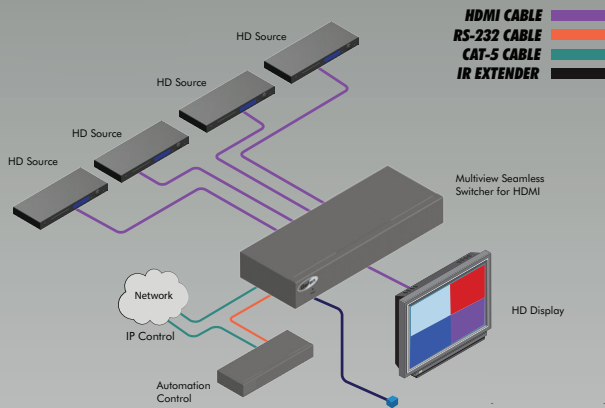 HDMI CABLE
RS-232 CABLE
CAT-5 CABLE
IR EXTENDER
HD Source
HD Source
HD Source
HD Source
Multiview Seamless
Switcher for HDMI
Network
IP Control
HD Display
Automation
Control